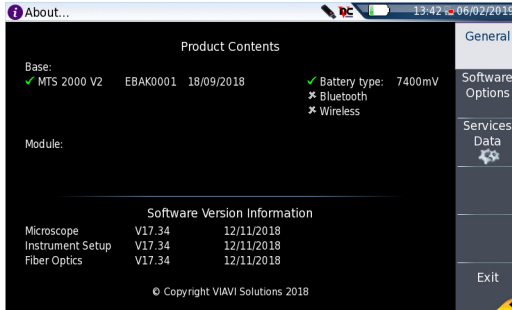 About...
13:42
06/02/2019
Product Contents
Base:
MTS 2000 V2 EBAK0001 18/09/2018
Battery type: 7400mV
Bluetooth
Wireless
Module:
Software Version Information
Microscope V17.34 12/11/2018
Instrument Setup V17.34 12/11/2018
Fiber Optics V17.34 12/11/2018
© Copyright VIAVI Solutions 2018
General
Software
Options
Services
Data
Exit